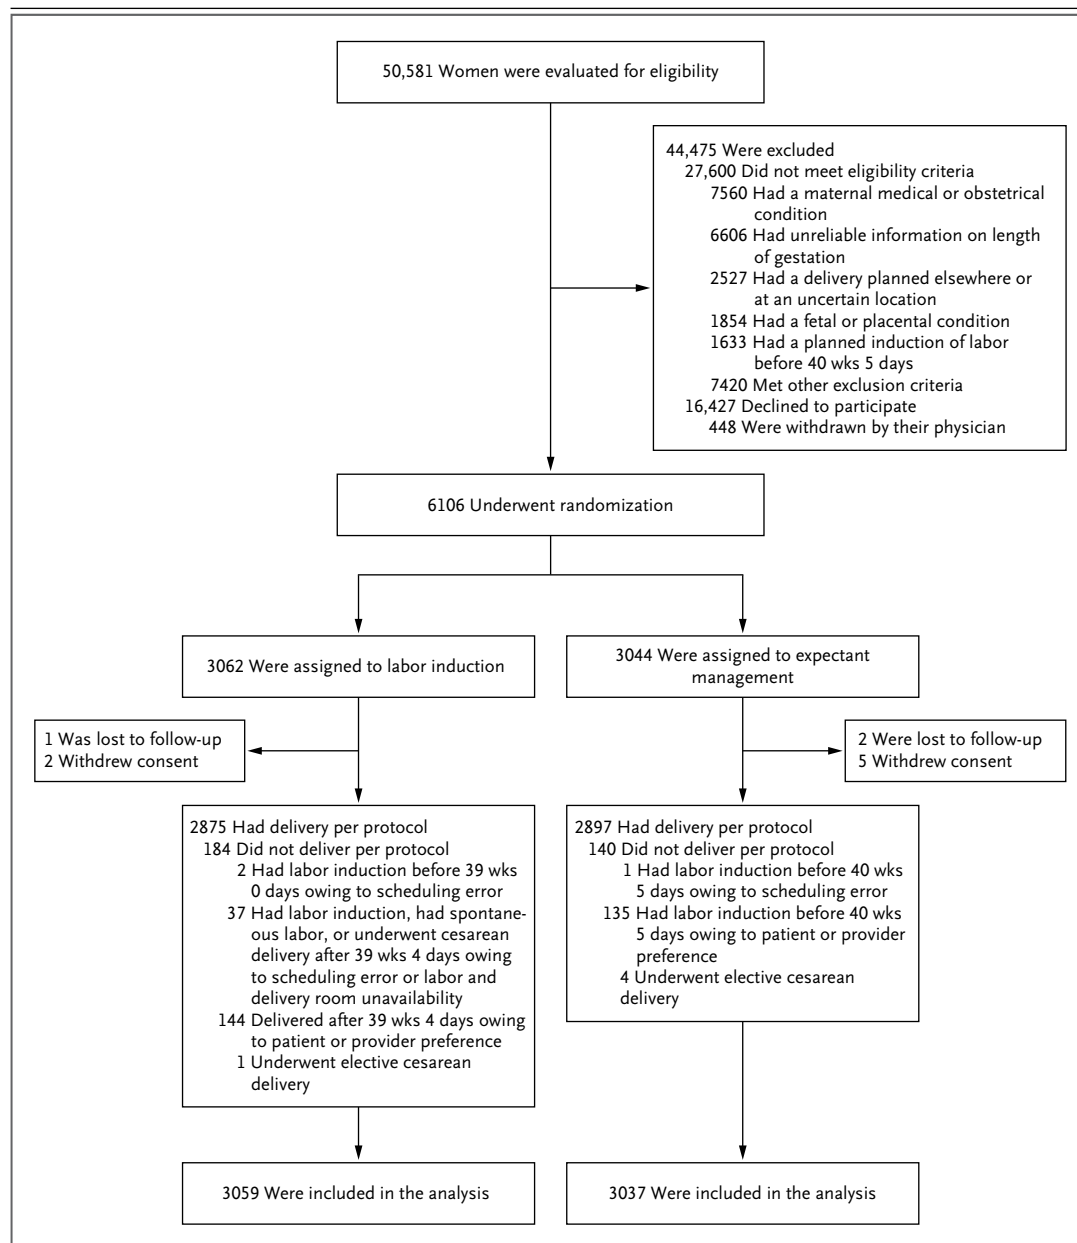 50,581 Women were evaluated for eligibility
44,475 Were excluded
27,600 Did not meet eligibility criteria
7560 Had a maternal medical or obstetrical
condition
6606 Had unreliable information on length
of gestation
2527 Had a delivery planned elsewhere or
at an uncertain location
1854 Had a fetal or placental condition
1633 Had a planned induction of labor
before 40 wks 5 days
7420 Met other exclusion criteria
16,427 Declined to participate
448 Were withdrawn by their physician
6106 Underwent randomization
3062 Were assigned to labor induction
3044 Were assigned to expectant
management
1 Was lost to follow-up
2 Withdrew consent
2 Were lost to follow-up
5 Withdrew consent
2875 Had delivery per protocol
184 Did not deliver per protocol
2 Had labor induction before 39 wks
0 days owing to scheduling error
37 Had labor induction, had spontane-
ous labor, or underwent cesarean
delivery after 39 wks 4 days owing
to scheduling error or labor and
delivery room unavailability
144 Delivered after 39 wks 4 days owing
to patient or provider preference
1 Underwent elective cesarean
delivery
2897 Had delivery per protocol
140 Did not deliver per protocol
1 Had labor induction before 40 wks
5 days owing to scheduling error
135 Had labor induction before 40 wks
5 days owing to patient or provider
preference
4 Underwent elective cesarean
delivery
3059 Were included in the analysis
3037 Were included in the analysis